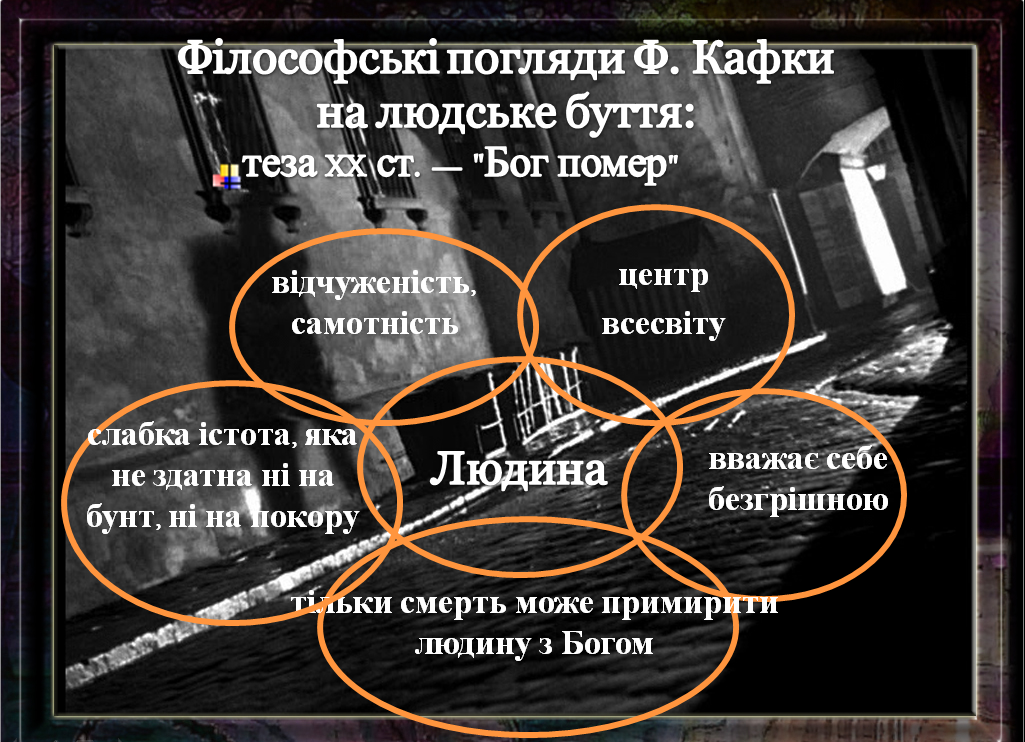 Філософські погляди Ф. Кафки
на людське буття:
теза XX ст. — "Бог помер"
відчуженість,
самотність
центр
всесвіту
слабка істота, яка
не здатна ні на
бунт, ні на покору
Людина
вважає себе
безгрішною
тільки смерть може примирити
людину з Богом